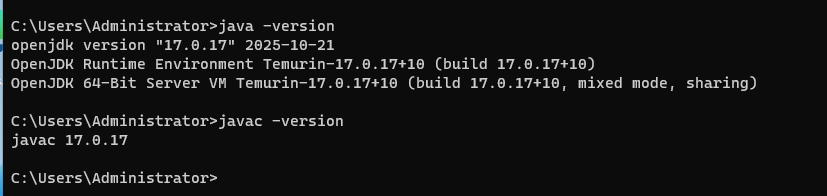 C:\Users\Administrator>java -version
openjdk version "17.0.17" 2025-10-21
OpenJDK Runtime Environment Temurin-17.0.17+10 (build 17.0.17+10)
OpenJDK 64-Bit Server VM Temurin-17.0.17+10 (build 17.0.17+10, mixed mode, sharing)
C:\Users\Administrator>javac -version
javac 17.0.17
C:\Users\Administrator>